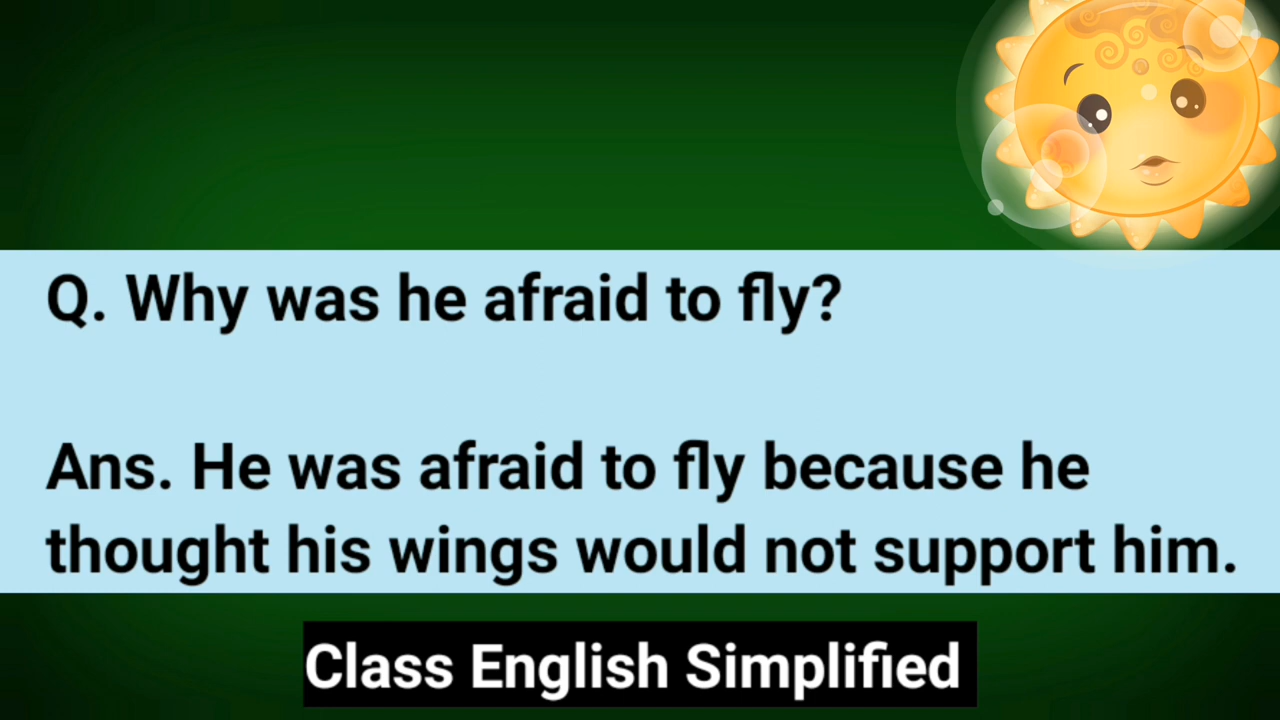 Q. Why was he afraid to fly?
Ans. He was afraid to fly because he
thought his wings would not support him.
Class English Simplified